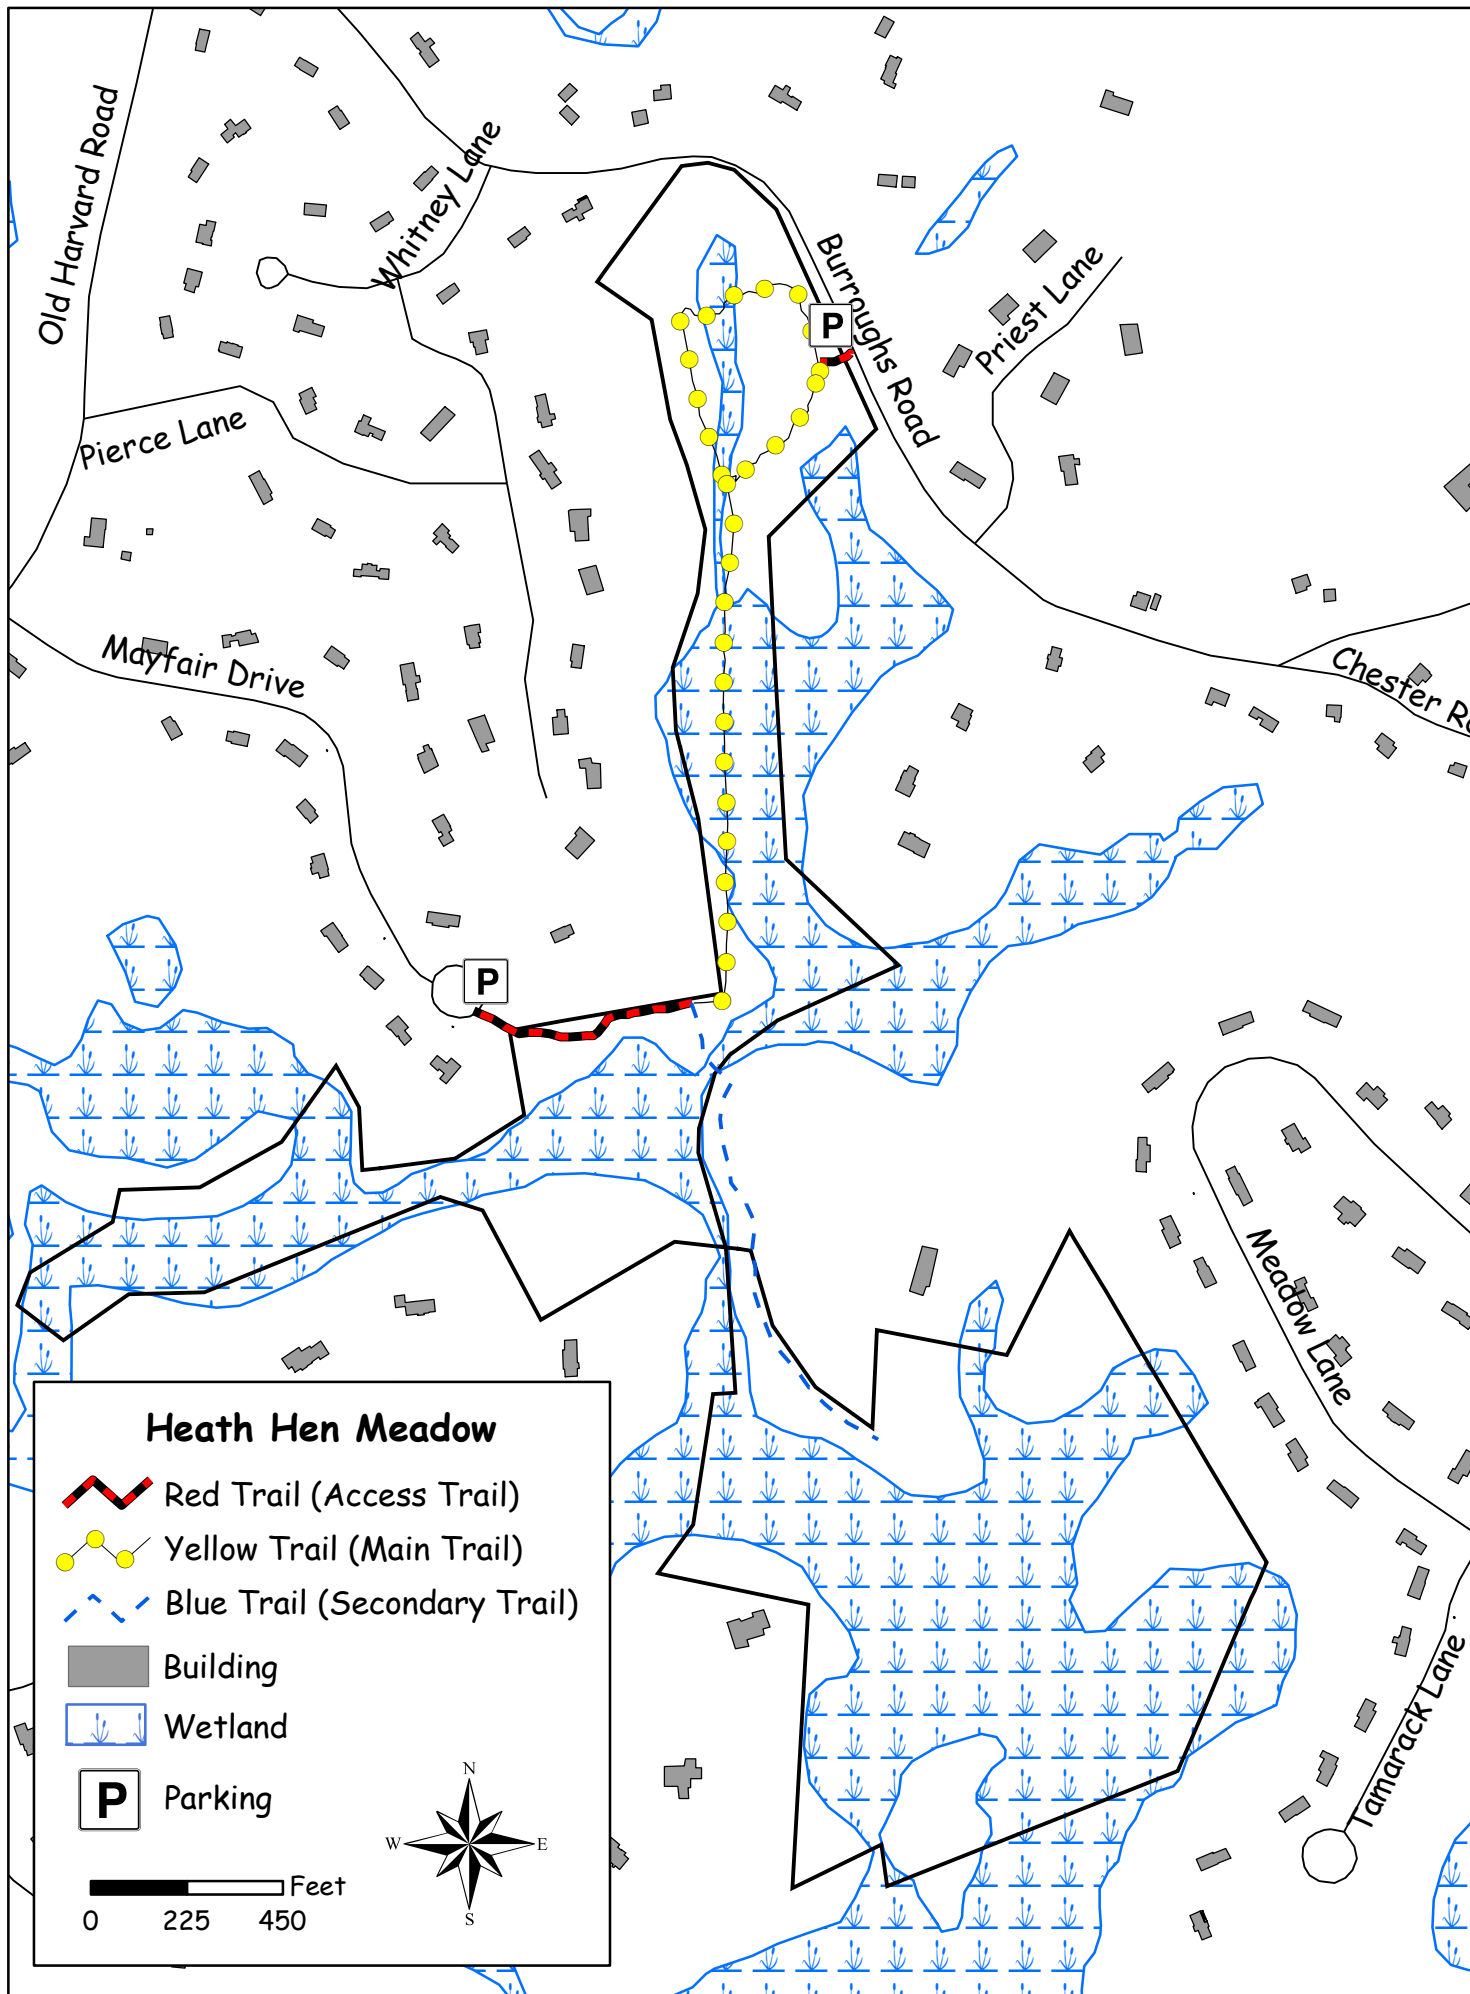 Old Harvard Road
Whitney Lane
Burroughs Road
Priest Lane
P
Pierce Lane
Mayfair Drive
Chester
P
Meadow Lane
Tamarack Lane
Heath Hen Meadow
Red Trail (Access Trail)
Yellow Trail (Main Trail)
Blue Trail (Secondary Trail)
Building
Wetland
P Parking
N
W E
S
Feet
0 225 450